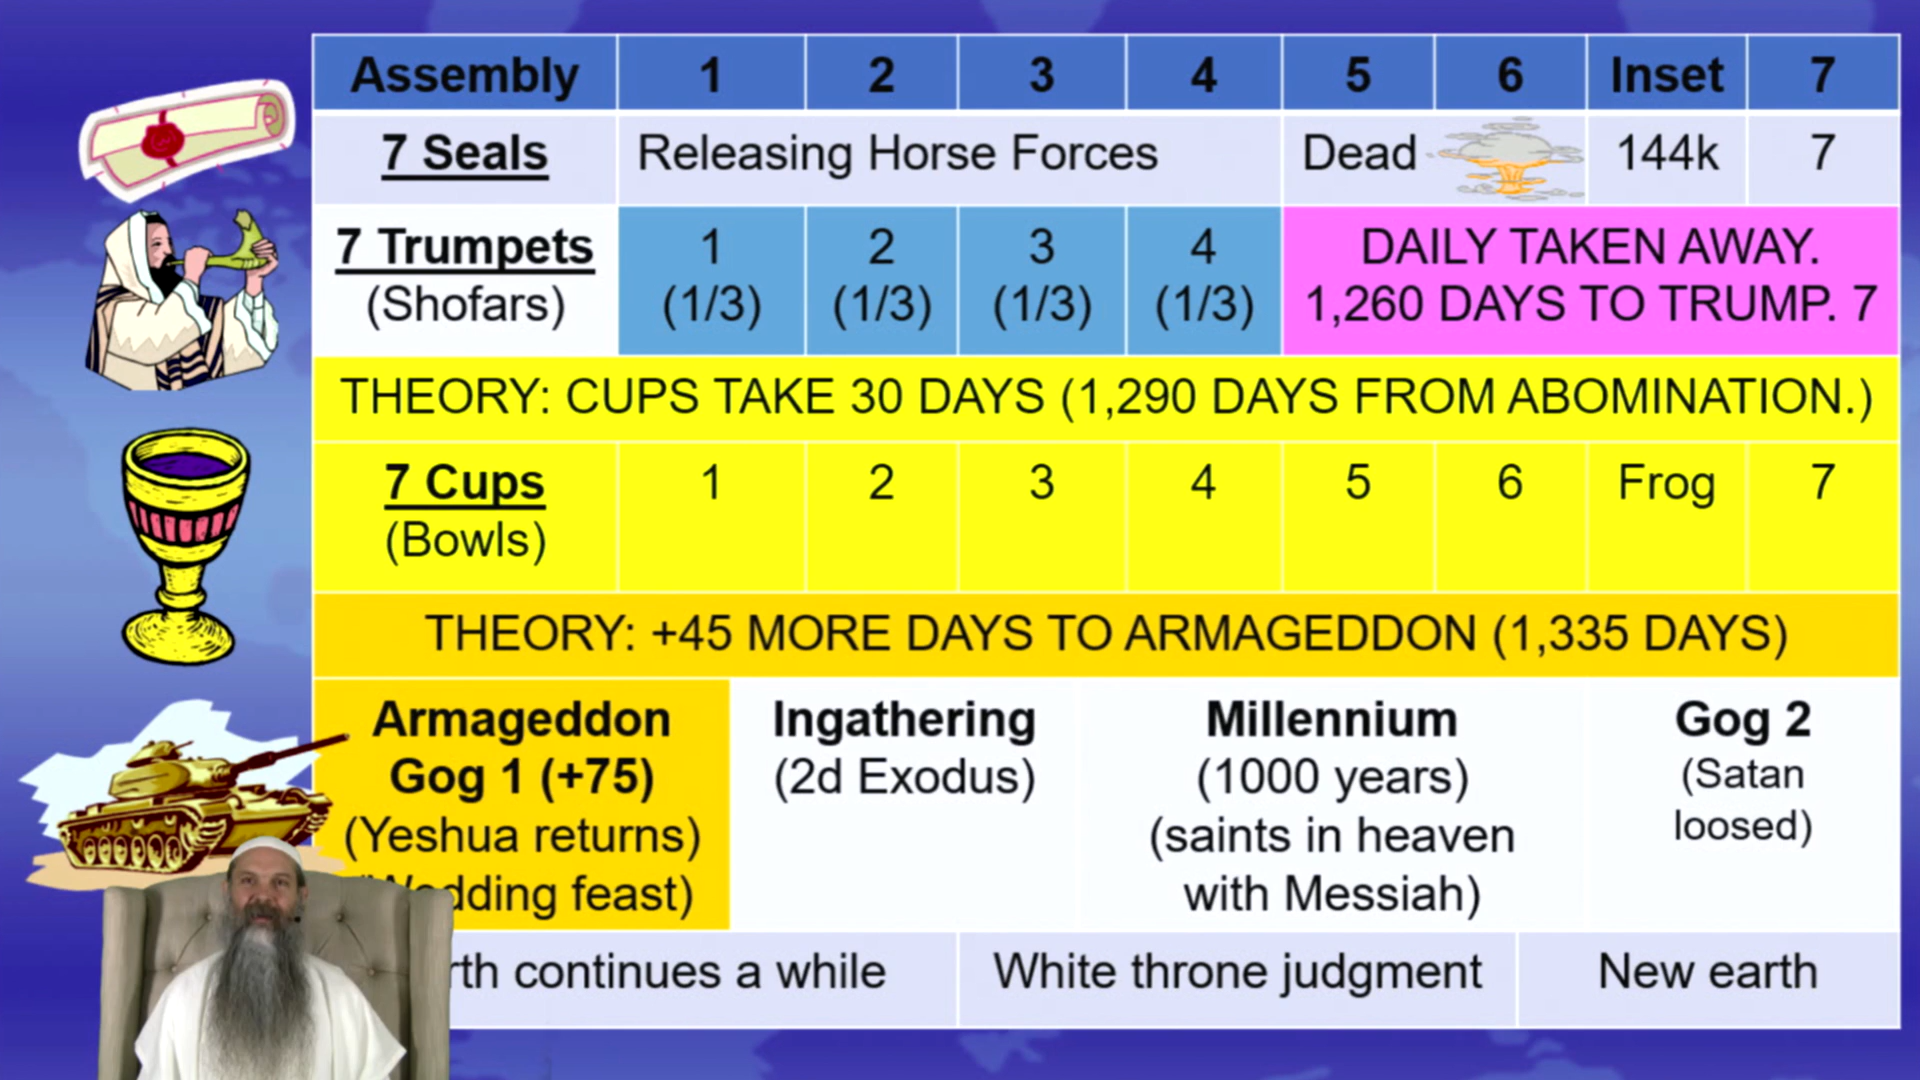 Assembly 1 2 3 4 5 6 Inset 7
7 Seals Releasing Horse Forces Dead 144k 7
7 Trumpets 1 2 3 4 DAILY TAKEN AWAY.
(Shofars) (1/3) (1/3) (1/3) (1/3) 1,260 DAYS TO TRUMP. 7
THEORY: CUPS TAKE 30 DAYS (1,290 DAYS FROM ABOMINATION.)
7 Cups 1 2 3 4 5 6 Frog 7
(Bowls)
THEORY: +45 MORE DAYS TO ARMAGEDDON (1,335 DAYS)
Armageddon Ingathering Millennium Gog 2
Gog 1 (+75) (2d Exodus) (1000 years) (Satan
(Yeshua returns) (saints in heaven loosed)
feast) with Messiah)
continues a while White throne judgment New earth